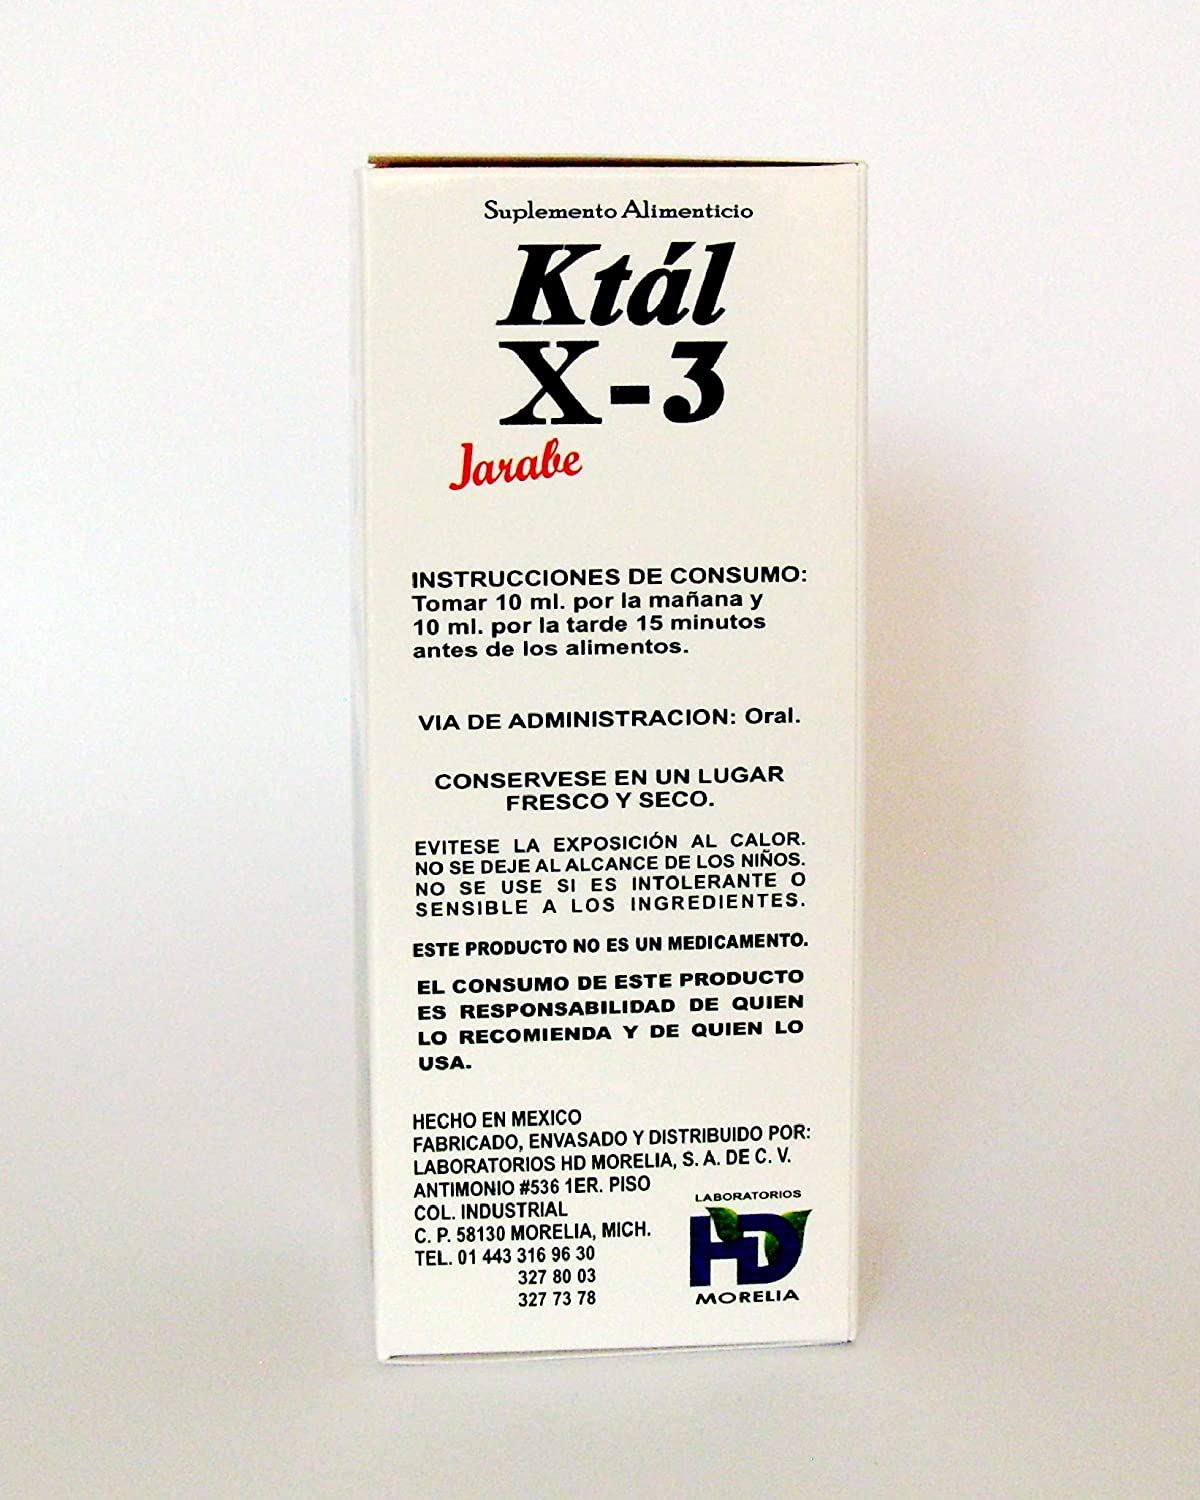 Suplemento Alimenticio
Ktál
X-3
Jarabe
INSTRUCCIONES DE CONSUMO:
Tomar 10 ml. por la mañana y
10 ml. por la tarde 15 minutos
antes de los alimentos.
VIA DE ADMINISTRACION: Oral.
CONSERVESE EN UN LUGAR
FRESCO Y SECO.
EVITESE LA EXPOSICIÓN AL CALOR.
NO SE DEJE AL ALCANCE DE LOS NIÑOS.
NO SE USE SI ES INTOLERANTE O
SENSIBLE A LOS INGREDIENTES.
ESTE PRODUCTO NO ES UN MEDICAMENTO.
EL CONSUMO DE ESTE PRODUCTO
ES RESPONSABILIDAD DE QUIEN
LO RECOMIENDA Y DE QUIEN LO
USA.
HECHO EN MEXICO
FABRICADO, ENVASADO Y DISTRIBUIDO POR:
LABORATORIOS HD MORELIA, S. A. DE C. V.
ANTIMONIO #536 1ER. PISO
COL. INDUSTRIAL
C. P. 58130 MORELIA, MICH.
TEL. 01 443 316 96 30
327 80 03
327 73 78
LABORATORIOS
HD
MORELIA